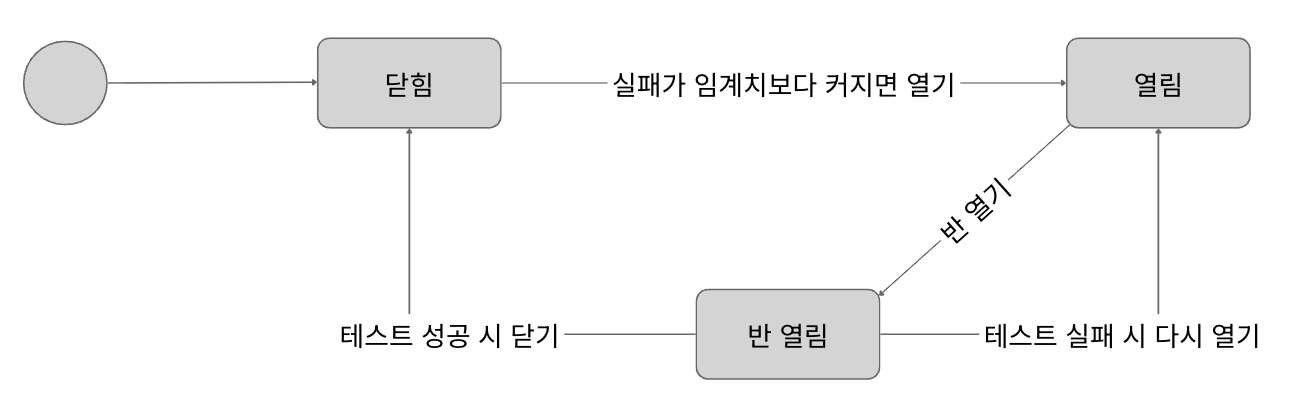 닫힘
실패가 임계치보다 커지면 열기
열림
반 열기
테스트 성공 시 닫기
반 열림
테스트 실패 시 다시 열기